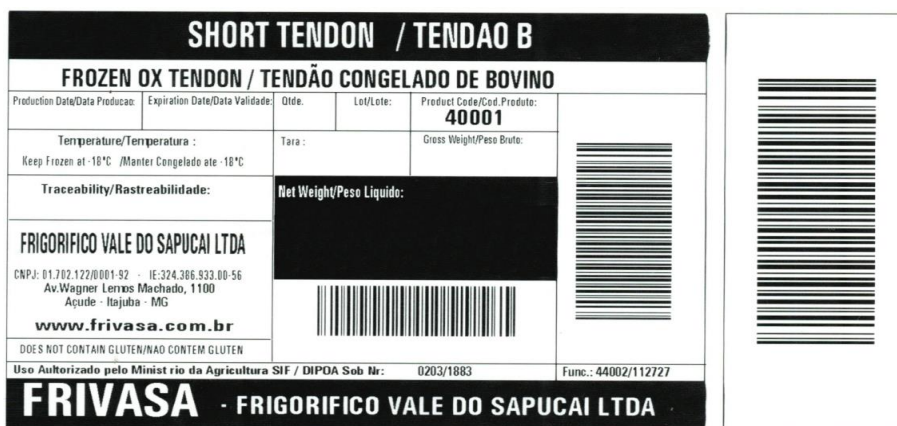 SHORT TENDON / TENDAO B
FROZEN OX TENDON / TENDÃO CONGELADO DE BOVINO
Production Date/Data Producao: Expiration Date/Data Validade: Qtde. Lot/Lote: Product Code/Cod.Produto:
40001
Temperature/Temperatura : Tara : Gross Weight/Peso Bruto:
Keep Frozen at -18°C /Manter Congelado ate -18°C
Traceability/Rastreabilidade: Net Weight/Peso Liquido:
FRIGORIFICO VALE DO SAPUCAI LTDA
CNPJ: 01.702.122/0001-92 - IE:324.386.933.00-56
Av.Wagner Lemos Machado, 1100
Açude - Itajuba - MG
www.frivasa.com.br
DOES NOT CONTAIN GLUTEN/NAO CONTEM GLUTEN
Uso Aultorizado pelo Minist rio da Agricultura SIF / DIPOA Sob Nr: 0203/1883 Func.: 44002/112727
FRIVASA - FRIGORIFICO VALE DO SAPUCAI LTDA